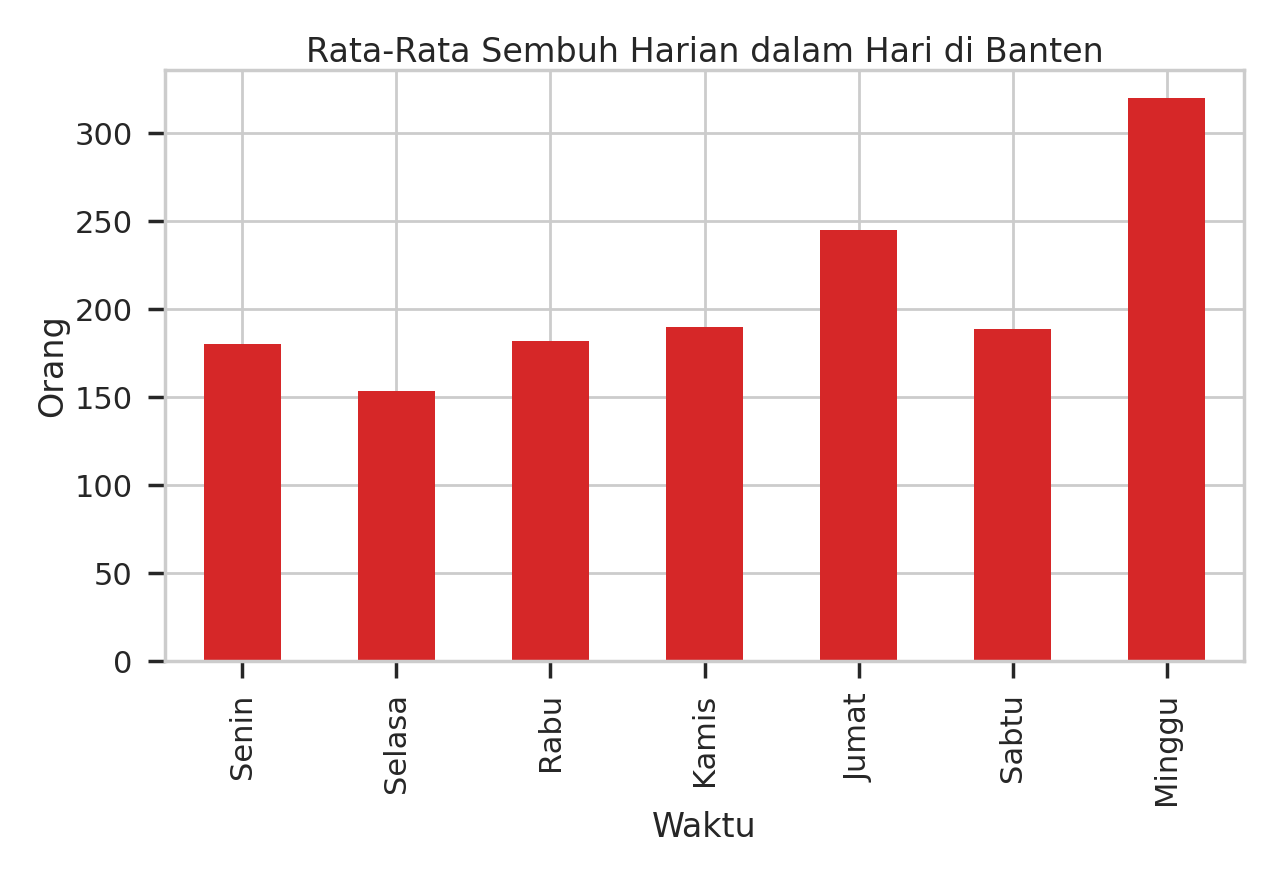 Rata-Rata Sembuh Harian dalam Hari di Banten
Orang
300
250
200
150
100
50
0
Senin
Selasa
Rabu
Kamis
Jumat
Sabtu
Minggu
Waktu